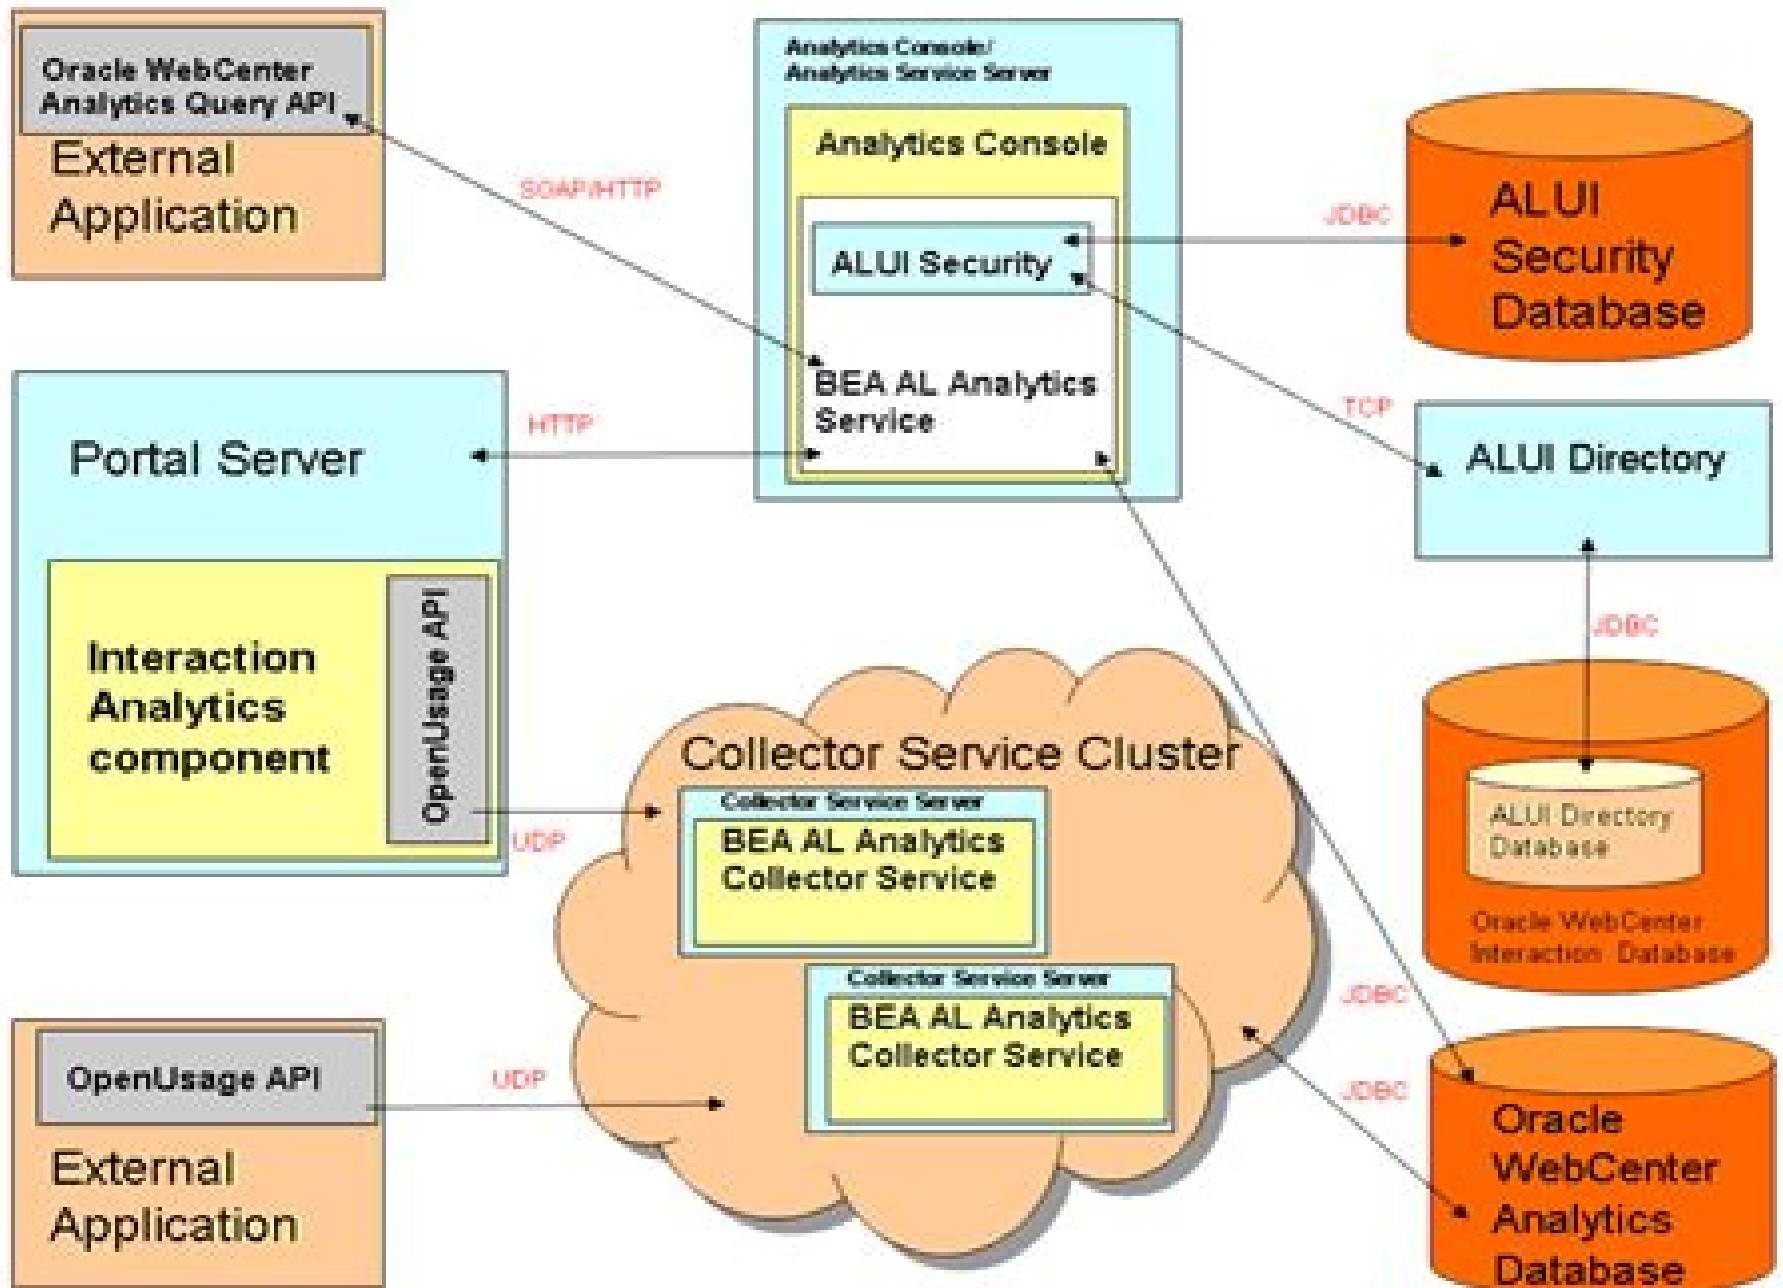 Oracle WebCenter
Analytics Query API
External
Application
SOAP/HTTP
Analytics Console/
Analytics Service Server
Analytics Console
ALUI Security
BEA AL Analytics
Service
JDBC
ALUI
Security
Database
TCP
ALUI Directory
JDBC
ALUI Directory
Database
Oracle WebCenter
Interaction Database
Portal Server
HTTP
Interaction
Analytics
component
OpenUsage API
UDP
Collector Service Cluster
Collector Service Server
BEA AL Analytics
Collector Service
Collector Service Server
BEA AL Analytics
Collector Service
JDBC
JDBC
Oracle
WebCenter
Analytics
Database
OpenUsage API
UDP
External
Application